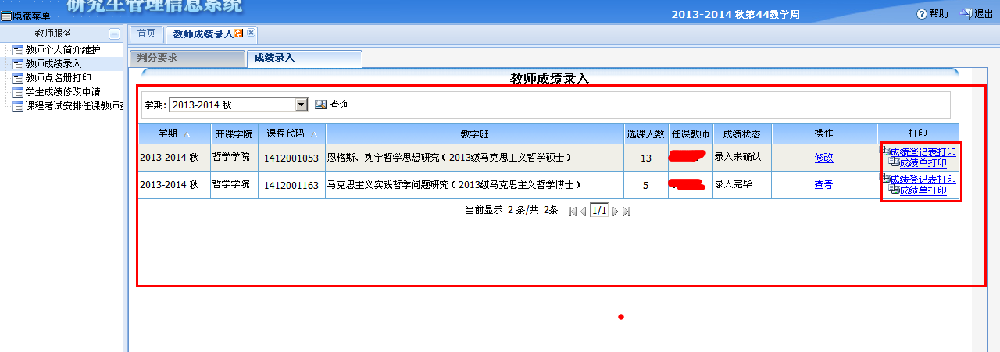 研究生管理信息系统
隐藏菜单
2013-2014 秋第44教学周
帮助
退出
教师服务
首页
教师成绩录入
教师个人简介维护
教师成绩录入
教师点名册打印
学生成绩修改申请
课程考试安排任课教师
判分要求
成绩录入
教师成绩录入
学期: 2013-2014 秋 查询
学期 开课学院 课程代码 教学班 选课人数 任课教师 成绩状态 操作 打印
2013-2014 秋 哲学学院 1412001053 恩格斯、列宁哲学思想研究(2013级马克思主义哲学硕士) 13 录入未确认 修改 成绩登记表打印
成绩单打印
2013-2014 秋 哲学学院 1412001163 马克思主义实践哲学问题研究(2013级马克思主义哲学博士) 5 录入完毕 查看 成绩登记表打印
成绩单打印
当前显示 2 条/共 2条 1/1